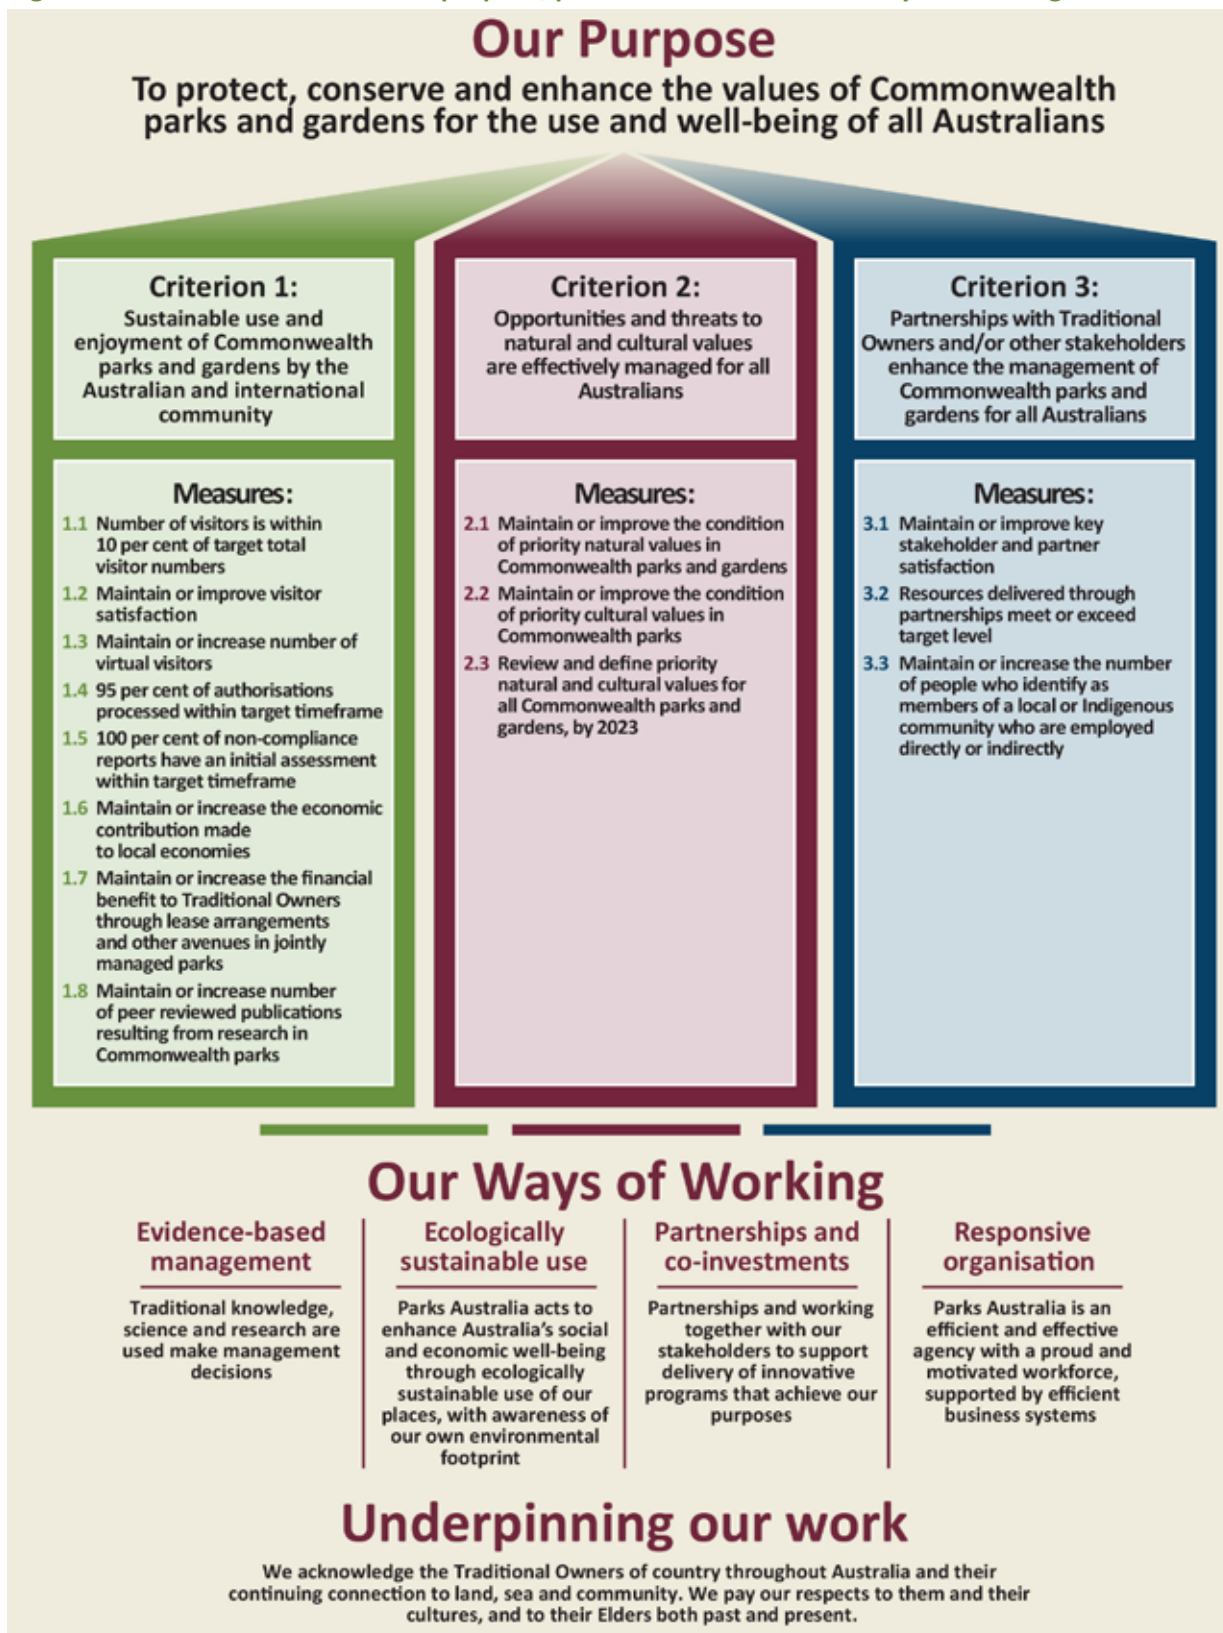 Our Purpose
To protect, conserve and enhance the values of Commonwealth
parks and gardens for the use and well-being of all Australians
Criterion 1:
Sustainable use and
enjoyment of Commonwealth
parks and gardens by the
Australian and international
community
Measures:
1.1 Number of visitors is within
10 per cent of target total
visitor numbers
1.2 Maintain or improve visitor
satisfaction
1.3 Maintain or increase number of
virtual visitors
1.4 95 per cent of authorisations
processed within target timeframe
1.5 100 per cent of non-compliance
reports have an initial assessment
within target timeframe
1.6 Maintain or increase the economic
contribution made
to local economies
1.7 Maintain or increase the financial
benefit to Traditional Owners
through lease arrangements
and other avenues in jointly
managed parks
1.8 Maintain or increase number
of peer reviewed publications
resulting from research in
Commonwealth parks
Criterion 2:
Opportunities and threats to
natural and cultural values
are effectively managed for all
Australians
Measures:
2.1 Maintain or improve the condition
of priority natural values in
Commonwealth parks and gardens
2.2 Maintain or improve the condition
of priority cultural values in
Commonwealth parks
2.3 Review and define priority
natural and cultural values for
all Commonwealth parks and
gardens, by 2023
Criterion 3:
Partnerships with Traditional
Owners and/or other stakeholders
enhance the management of
Commonwealth parks and
gardens for all Australians
Measures:
3.1 Maintain or improve key
stakeholder and partner
satisfaction
3.2 Resources delivered through
partnerships meet or exceed
target level
3.3 Maintain or increase the number
of people who identify as
members of a local or Indigenous
community who are employed
directly or indirectly
Our Ways of Working
Evidence-based
management
Traditional knowledge,
science and research are
used make management
decisions
Ecologically
sustainable use
Parks Australia acts to
enhance Australia's social
and economic well-being
through ecologically
sustainable use of our
places, with awareness of
our own environmental
footprint
Partnerships and
co-investments
Partnerships and working
together with our
stakeholders to support
delivery of innovative
programs that achieve our
purposes
Responsive
organisation
Parks Australia is an
efficient and effective
agency with a proud and
motivated workforce,
supported by efficient
business systems
Underpinning our work
We acknowledge the Traditional Owners of country throughout Australia and their
continuing connection to land, sea and community. We pay our respects to them and their
cultures, and to their Elders both past and present.